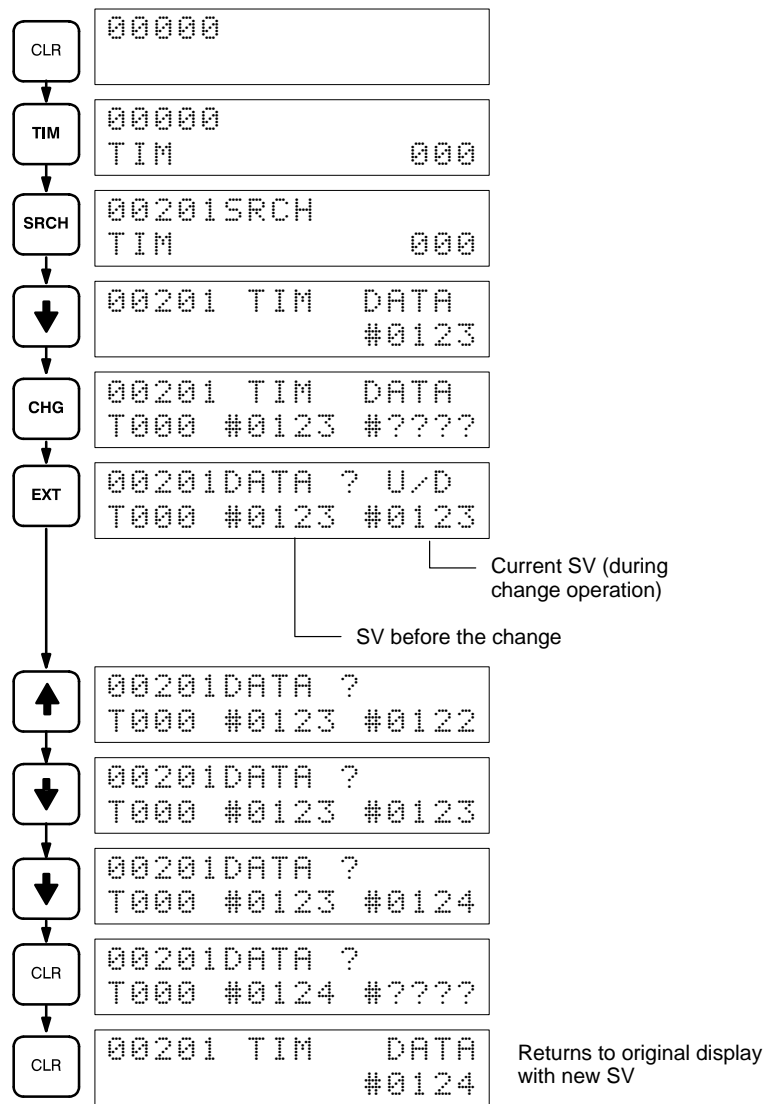 CLR
00000
TIM
00000
TIM 000
SRCH
00201SRCH
TIM 000
00201 TIM DATA
#0123
CHG
00201 TIM DATA
T000 #0123 #????
EXT
00201DATA ? U/D
T000 #0123 #0123
Current SV (during
change operation)
SV before the change
00201DATA ?
T000 #0123 #0122
00201DATA ?
T000 #0123 #0123
00201DATA ?
T000 #0123 #0124
CLR
00201DATA ?
T000 #0124 #????
CLR
00201 TIM DATA
#0124
Returns to original display
with new SV